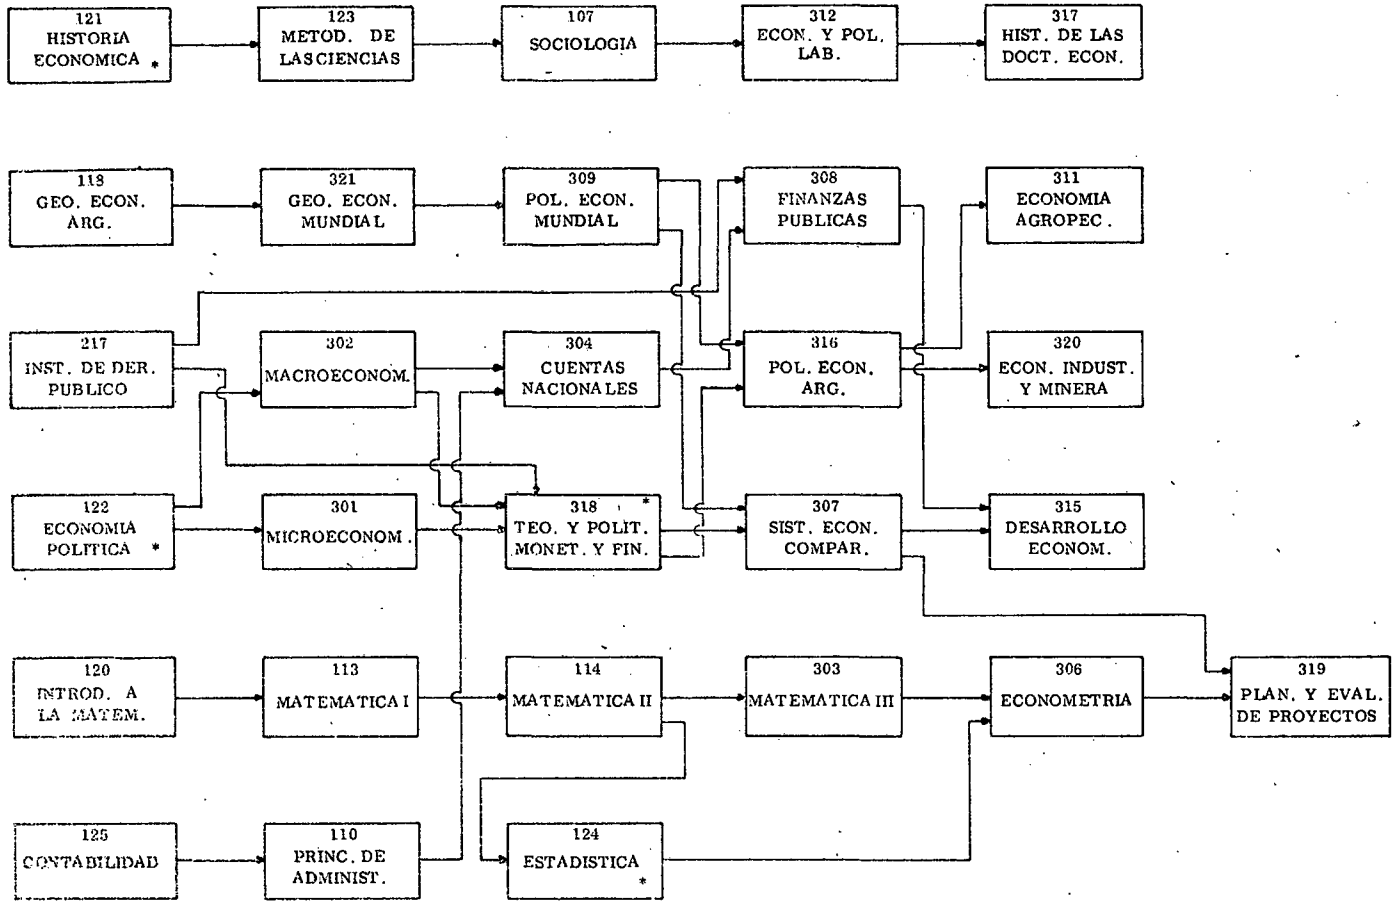 121
HISTORIA
ECONOMICA *
123
METOD. DE
LAS CIENCIAS
107
SOCIOLOGIA
312
ECON. Y POL.
LAB.
317
HIST. DE LAS
DOCT. ECON.
118
GEO. ECON.
ARG.
321
GEO. ECON.
MUNDIAL
309
POL. ECON.
MUNDIAL
308
FINANZAS
PUBLICAS
311
ECONOMIA
AGROPEC.
217
INST. DE DER.
PUBLICO
302
MACROECONOM.
304
CUENTAS
NACIONALES
316
POL. ECON.
ARG.
320
ECON. INDUST.
Y MINERA
122
ECONOMIA
POLITICA *
301
MICROECONOM.
318 *
TEO. Y POLIT.
MONET. Y FIN.
307
SIST. ECON.
COMPAR.
315
DESARROLLO
ECONOM.
120
INTROD. A
LA MATEM.
113
MATEMATICA I
114
MATEMATICA II
303
MATEMATICA III
306
ECONOMETRIA
319
PLAN. Y EVAL.
DE PROYECTOS
125
CONTABILIDAD
110
PRINC. DE
ADMINIST.
124
ESTADISTICA
*